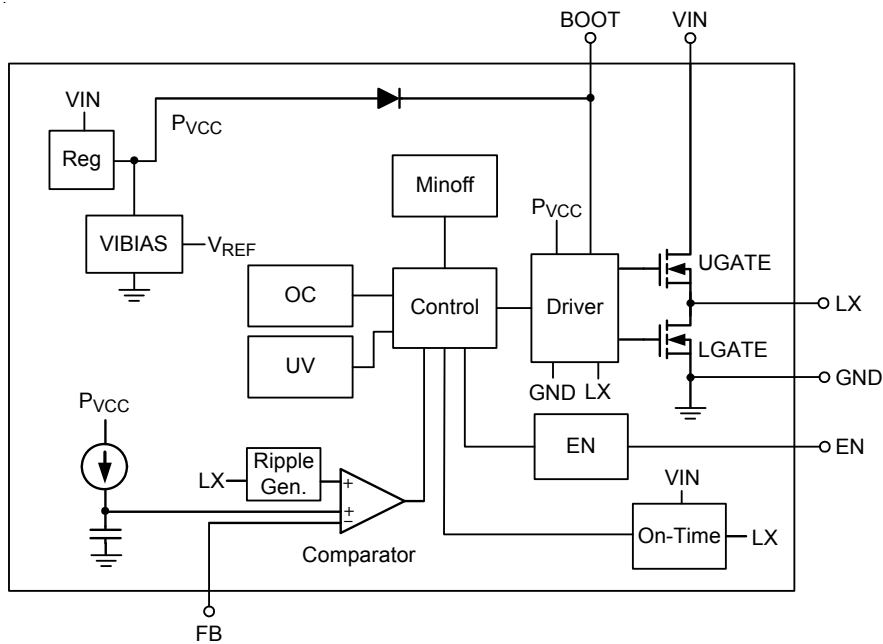 BOOT VIN
VIN
PVCC
Reg
Minoff
PVCC
VIBIAS
VREF
UGATE
OC
Control
Driver
LX
LGATE
UV
GND LX
GND
PVCC
EN
EN
Ripple
Gen.
LX
+
+
−
VIN
On-Time
LX
Comparator
FB